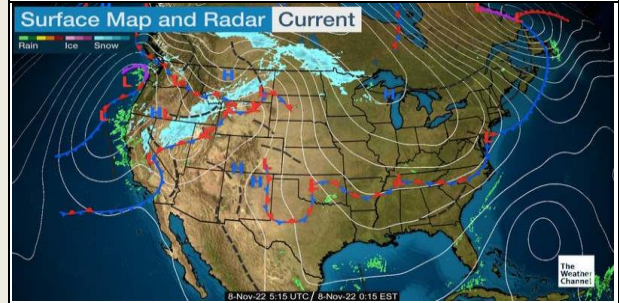 Surface Map and Radar Current
Rain Ice Snow
H
L
H
L
H
L
H
L
L
H
L
H
L
L
The
Weather
Channel
8-Nov-22 5:15 UTC / 8-Nov-22 0:15 EST